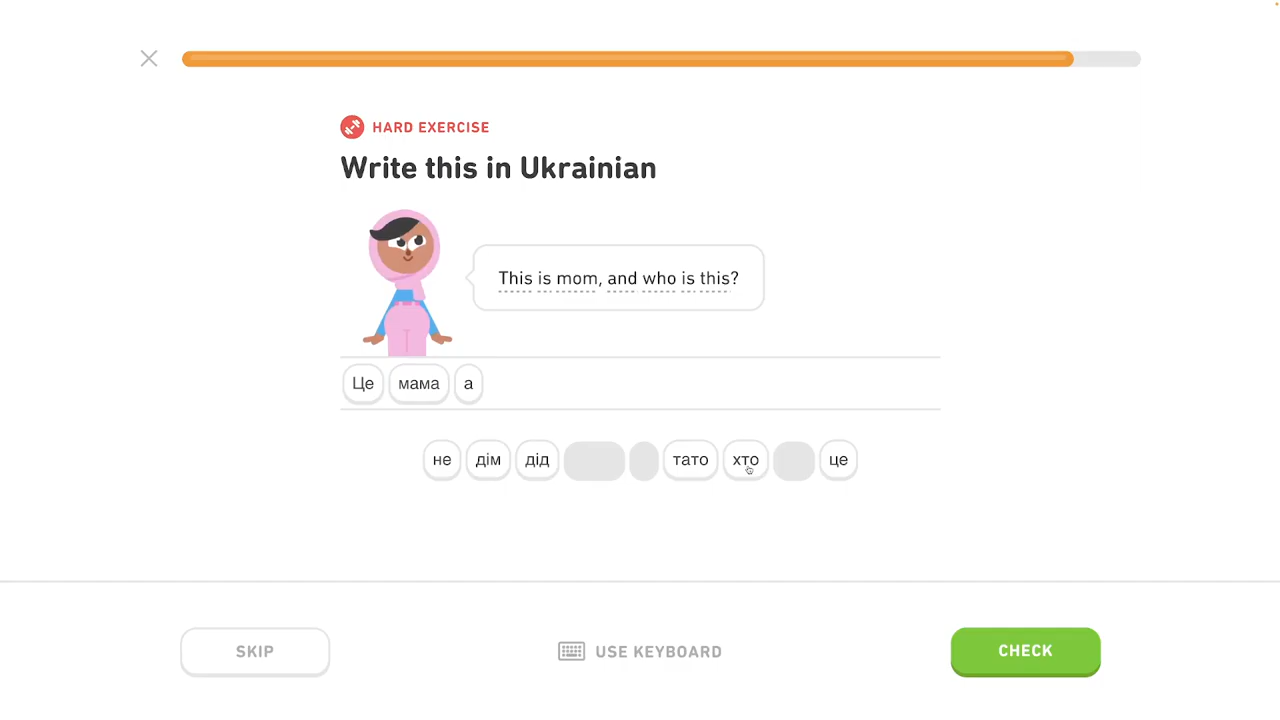 HARD EXERCISE
Write this in Ukrainian
This is mom, and who is this?
Це мама а
не дім дід тато хто це
SKIP USE KEYBOARD CHECK